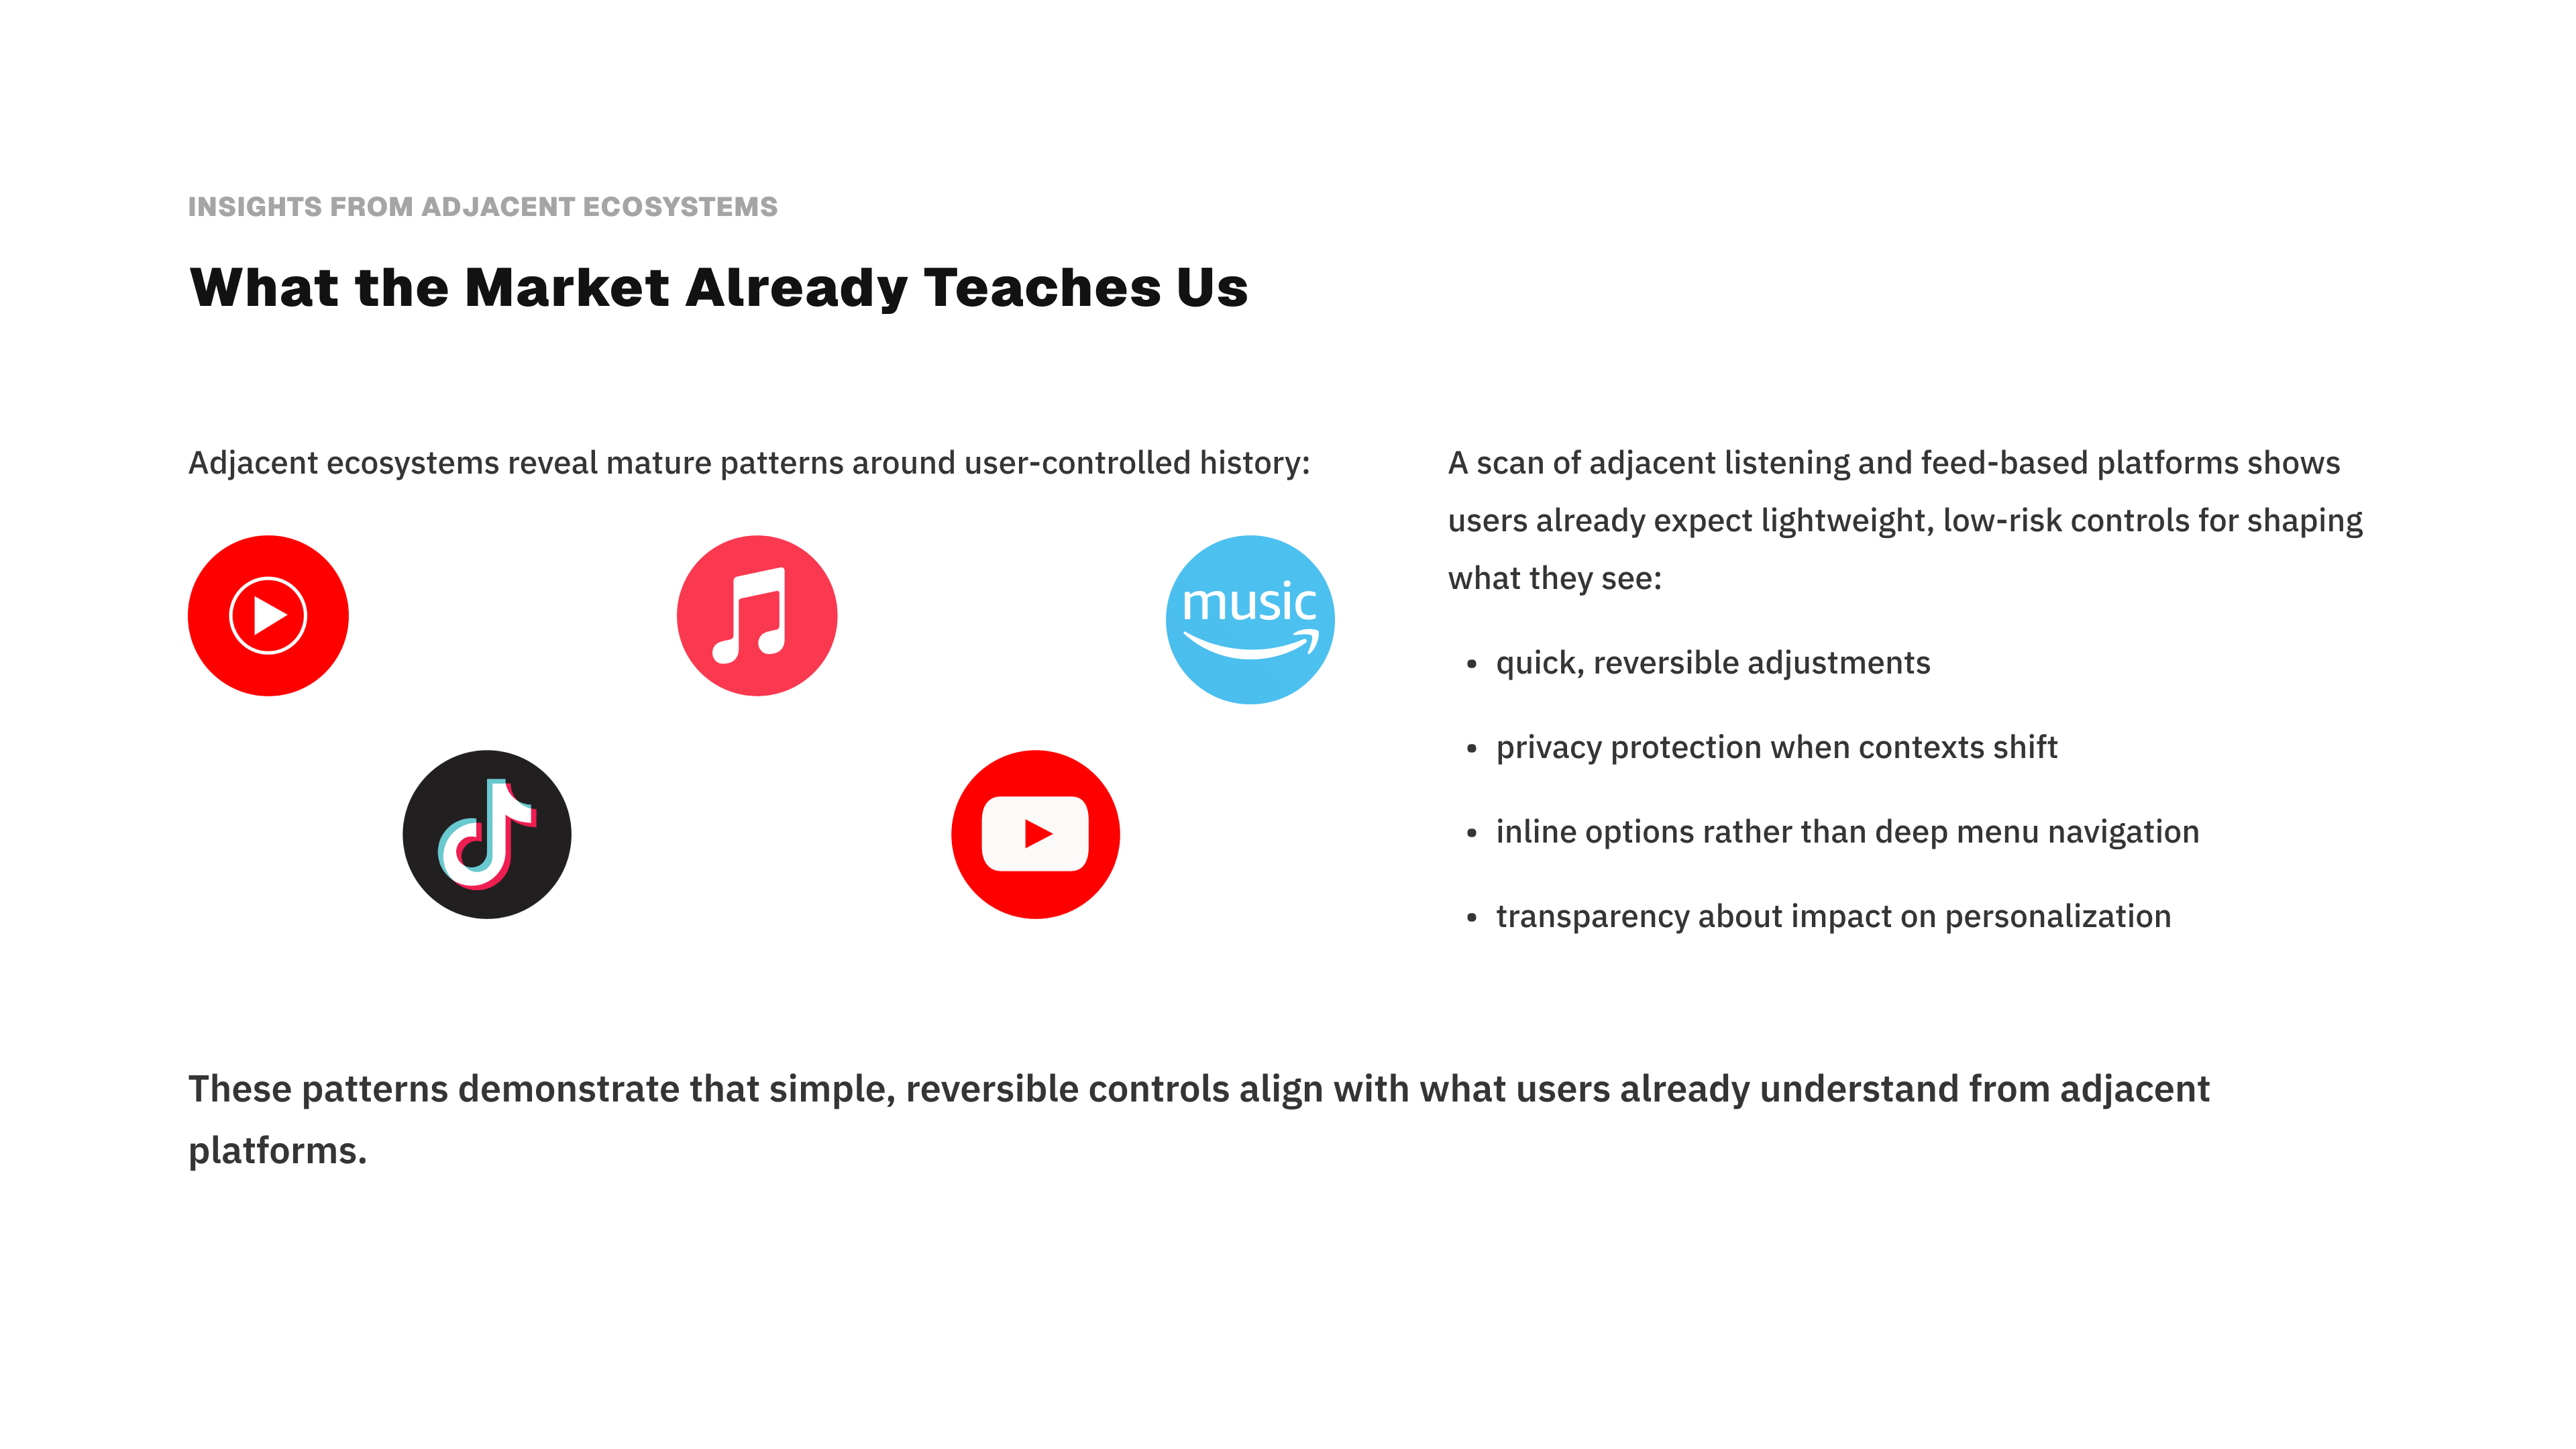 INSIGHTS FROM ADJACENT ECOSYSTEMS
What the Market Already Teaches Us
Adjacent ecosystems reveal mature patterns around user-controlled history:
music
A scan of adjacent listening and feed-based platforms shows
users already expect lightweight, low-risk controls for shaping
what they see:
• quick, reversible adjustments
• privacy protection when contexts shift
• inline options rather than deep menu navigation
• transparency about impact on personalization
These patterns demonstrate that simple, reversible controls align with what users already understand from adjacent
platforms.